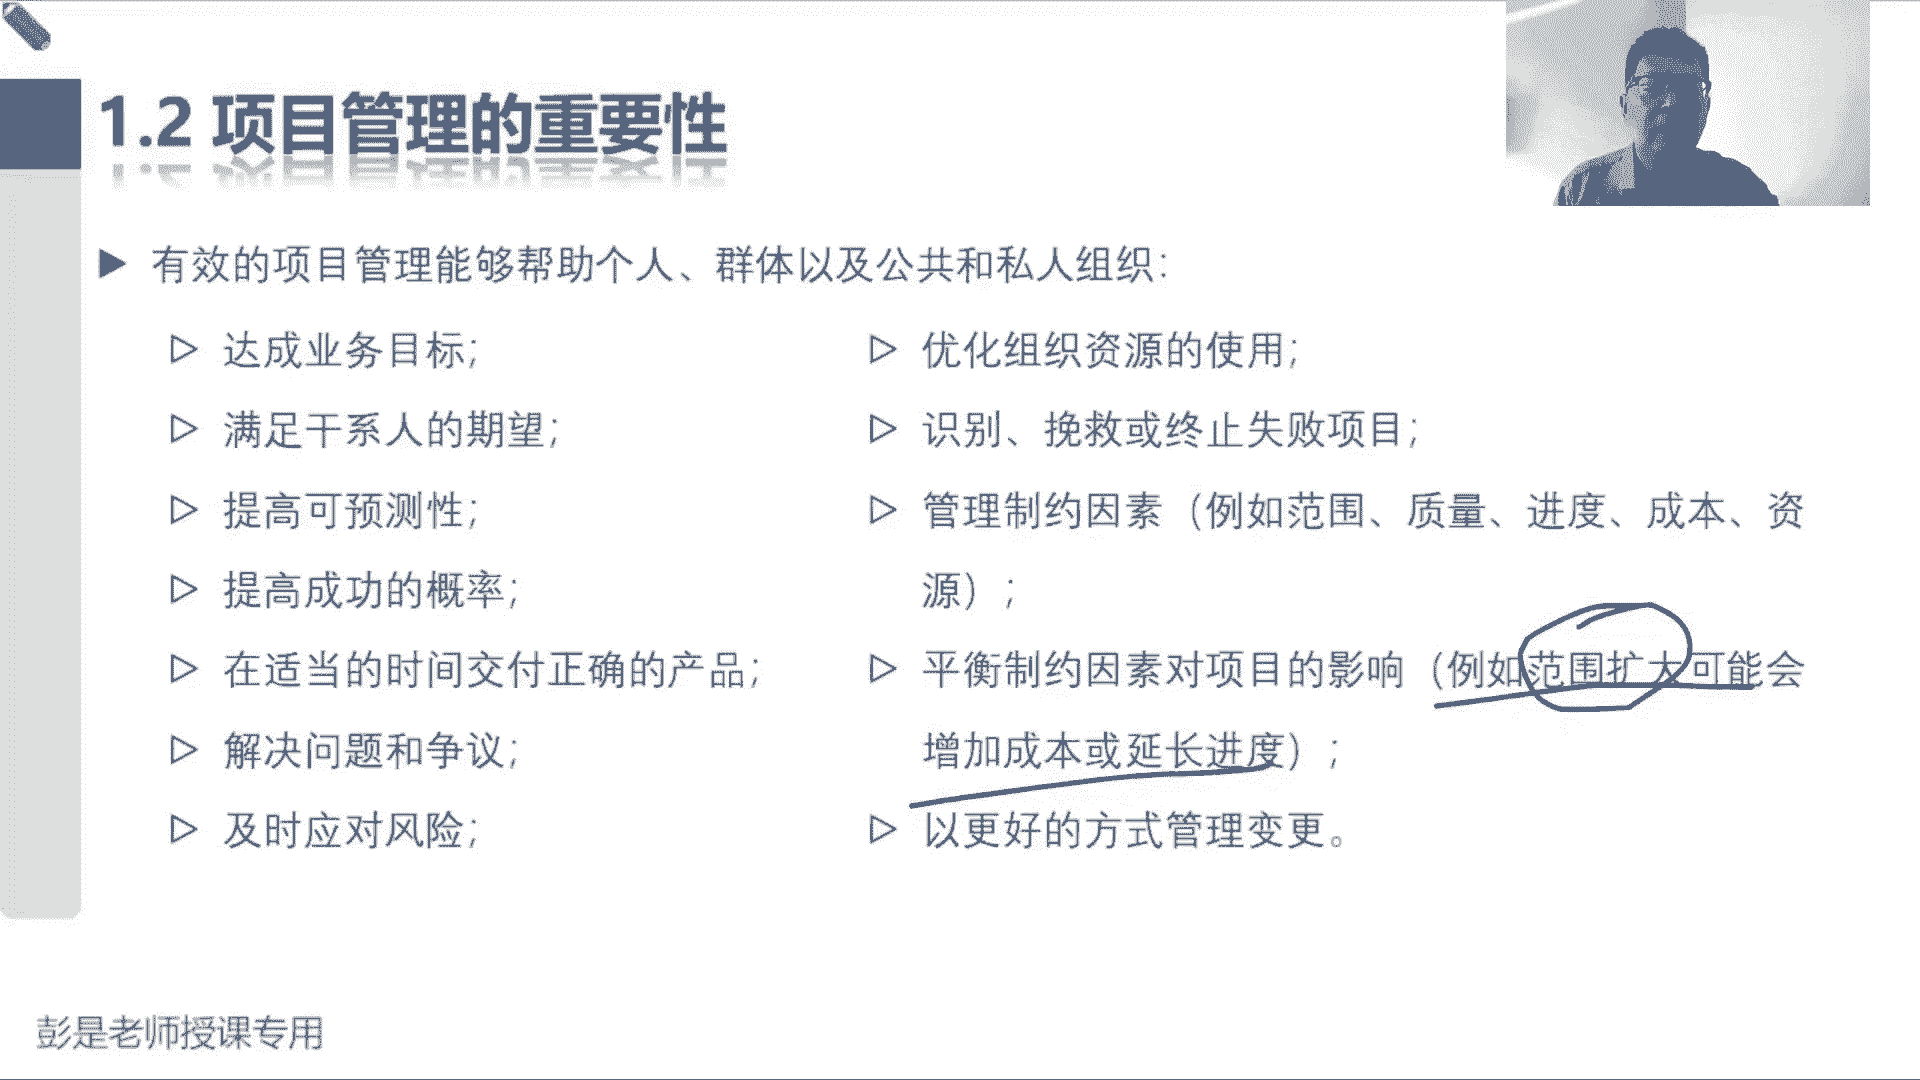 1.2 项目管理的重要性
有效的项目管理能够帮助个人、群体以及公共和私人组织：
达成业务目标；
满足干系人的期望；
提高可预测性；
提高成功的概率；
在适当的时间交付正确的产品；
解决问题和争议；
及时应对风险；
优化组织资源的使用；
识别、挽救或终止失败项目；
管理制约因素（例如范围、质量、进度、成本、资
源）；
平衡制约因素对项目的影响（例如范围扩大可能会
增加成本或延长进度）；
以更好的方式管理变更。
彭是老师授课专用